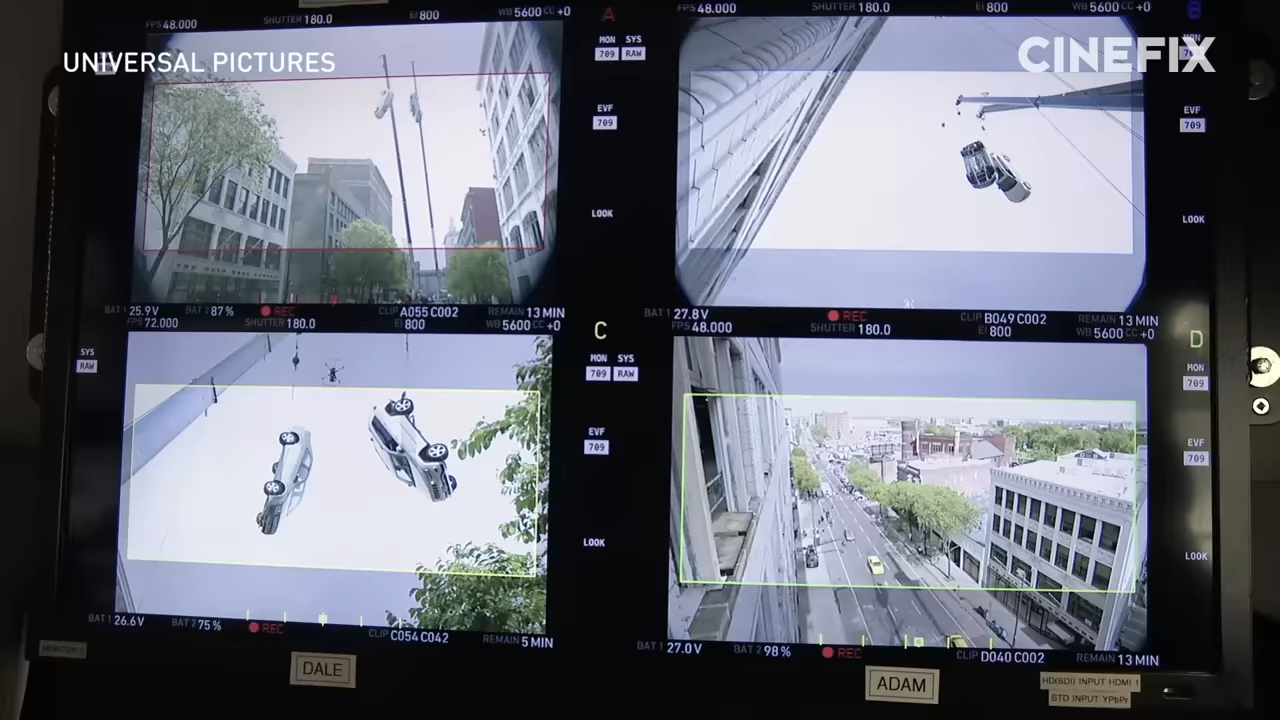 UNIVERSAL PICTURES
CINEFIX
FPS 48.000 SHUTTER 180.0 EI 800 WB 5600 CC +0
A
MON SYS
709 RAW
EVF
709
LOOK
BAT 1 25.9 V BAT 2 87 % REC CLIP A055 C002 REMAIN 13 MIN
FPS 48.000 SHUTTER 180.0 EI 800 WB 5600 CC +0
B
EVF
709
LOOK
BAT 1 27.8 V REC CLIP B049 C002 REMAIN 13 MIN
FPS 72.000 SHUTTER 180.0 EI 800 WB 5600 CC +0
C
SYS
RAW
MON SYS
709 RAW
EVF
709
LOOK
BAT 1 26.6 V BAT 2 75 % REC CLIP C054 C042 REMAIN 5 MIN
FPS 48.000 SHUTTER 180.0 EI 800 WB 5600 CC +0
D
MON
709
EVF
709
LOOK
BAT 1 27.0 V BAT 2 98 % REC CLIP D040 C002 REMAIN 13 MIN
DALE
ADAM
HD(SDI) INPUT HDMI 1
STD INPUT YPbPr